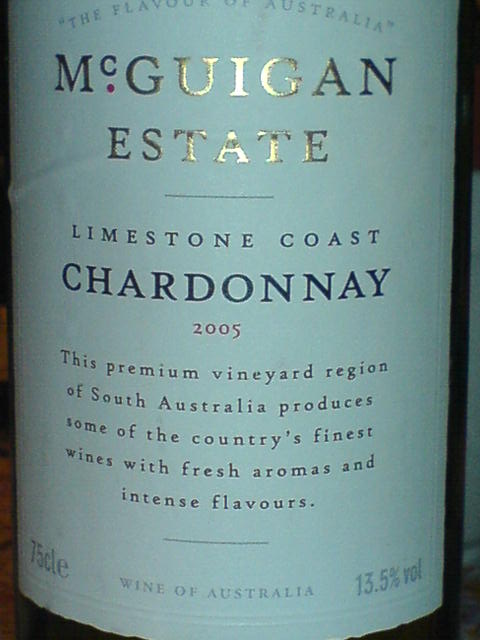 "THE FLAVOUR OF AUSTRALIA"
McGUIGAN
ESTATE
LIMESTONE COAST
CHARDONNAY
2005
This premium vineyard region
of South Australia produces
some of the country's finest
wines with fresh aromas and
intense flavours.
75cle
WINE OF AUSTRALIA
13.5% vol